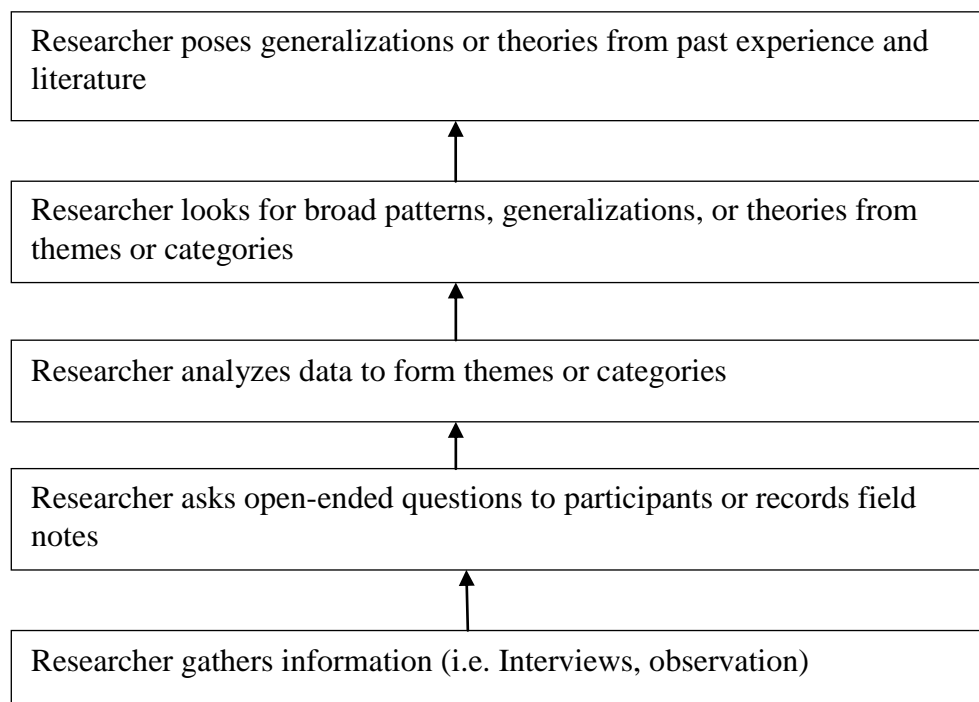 Researcher poses generalizations or theories from past experience and
literature
Researcher looks for broad patterns, generalizations, or theories from
themes or categories
Researcher analyzes data to form themes or categories
Researcher asks open-ended questions to participants or records field
notes
Researcher gathers information (i.e. Interviews, observation)